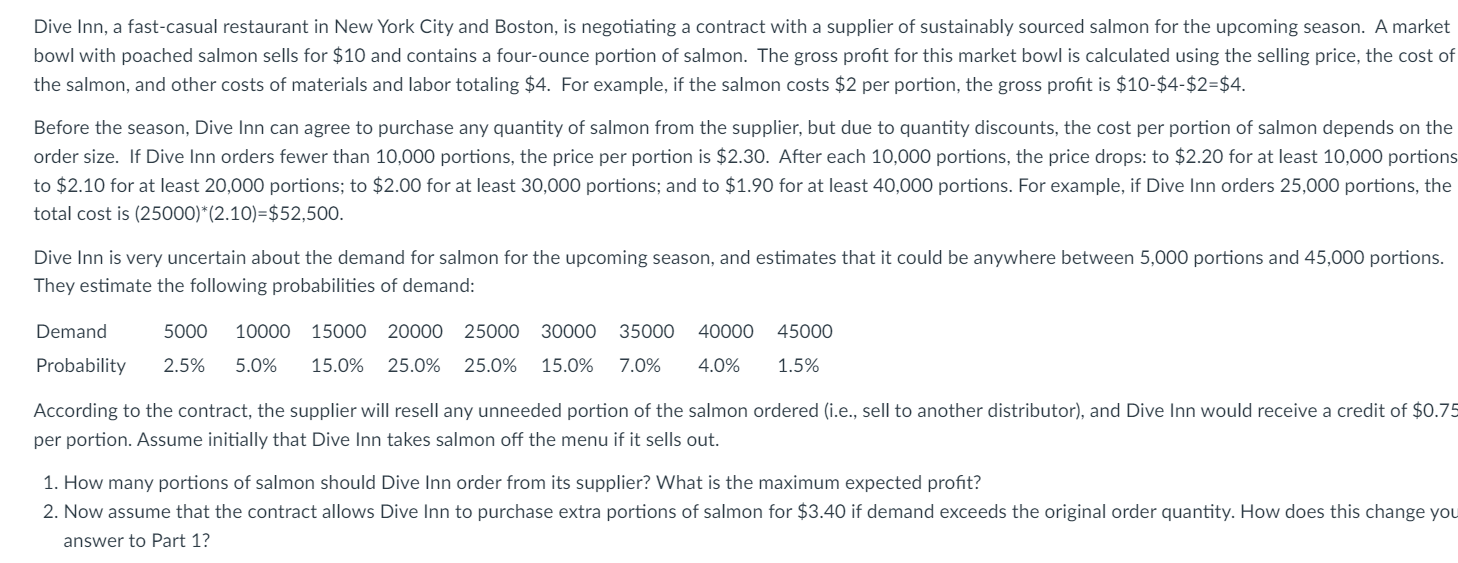 Dive Inn, a fast-casual restaurant in New York City and Boston, is negotiating a contract with a supplier of sustainably sourced salmon for the upcoming season.  A market
bowl with poached salmon sells for $10 and contains a four-ounce portion of salmon.  The gross profit for this market bowl is calculated using the selling price, the cost of
the salmon, and other costs of materials and labor totaling $4.  For example, if the salmon costs $2 per portion, the gross profit is $10-$4-$2=$4.
Before the season, Dive Inn can agree to purchase any quantity of salmon from the supplier, but due to quantity discounts, the cost per portion of salmon depends on the
order size.  If Dive Inn orders fewer than 10,000 portions, the price per portion is $2.30.  After each 10,000 portions, the price drops: to $2.20 for at least 10,000 portions
to $2.10 for at least 20,000 portions; to $2.00 for at least 30,000 portions; and to $1.90 for at least 40,000 portions. For example, if Dive Inn orders 25,000 portions, the
total cost is (25000)*(2.10)=$52,500.
Dive Inn is very uncertain about the demand for salmon for the upcoming season, and estimates that it could be anywhere between 5,000 portions and 45,000 portions.
They estimate the following probabilities of demand:
Demand 5000 10000 15000 20000 25000 30000 35000 40000 45000
Probability 2.5% 5.0% 15.0% 25.0% 25.0% 15.0% 7.0% 4.0% 1.5%
According to the contract, the supplier will resell any unneeded portion of the salmon ordered (i.e., sell to another distributor), and Dive Inn would receive a credit of $0.75
per portion. Assume initially that Dive Inn takes salmon off the menu if it sells out.
1. How many portions of salmon should Dive Inn order from its supplier? What is the maximum expected profit?
2. Now assume that the contract allows Dive Inn to purchase extra portions of salmon for $3.40 if demand exceeds the original order quantity. How does this change you
answer to Part 1?